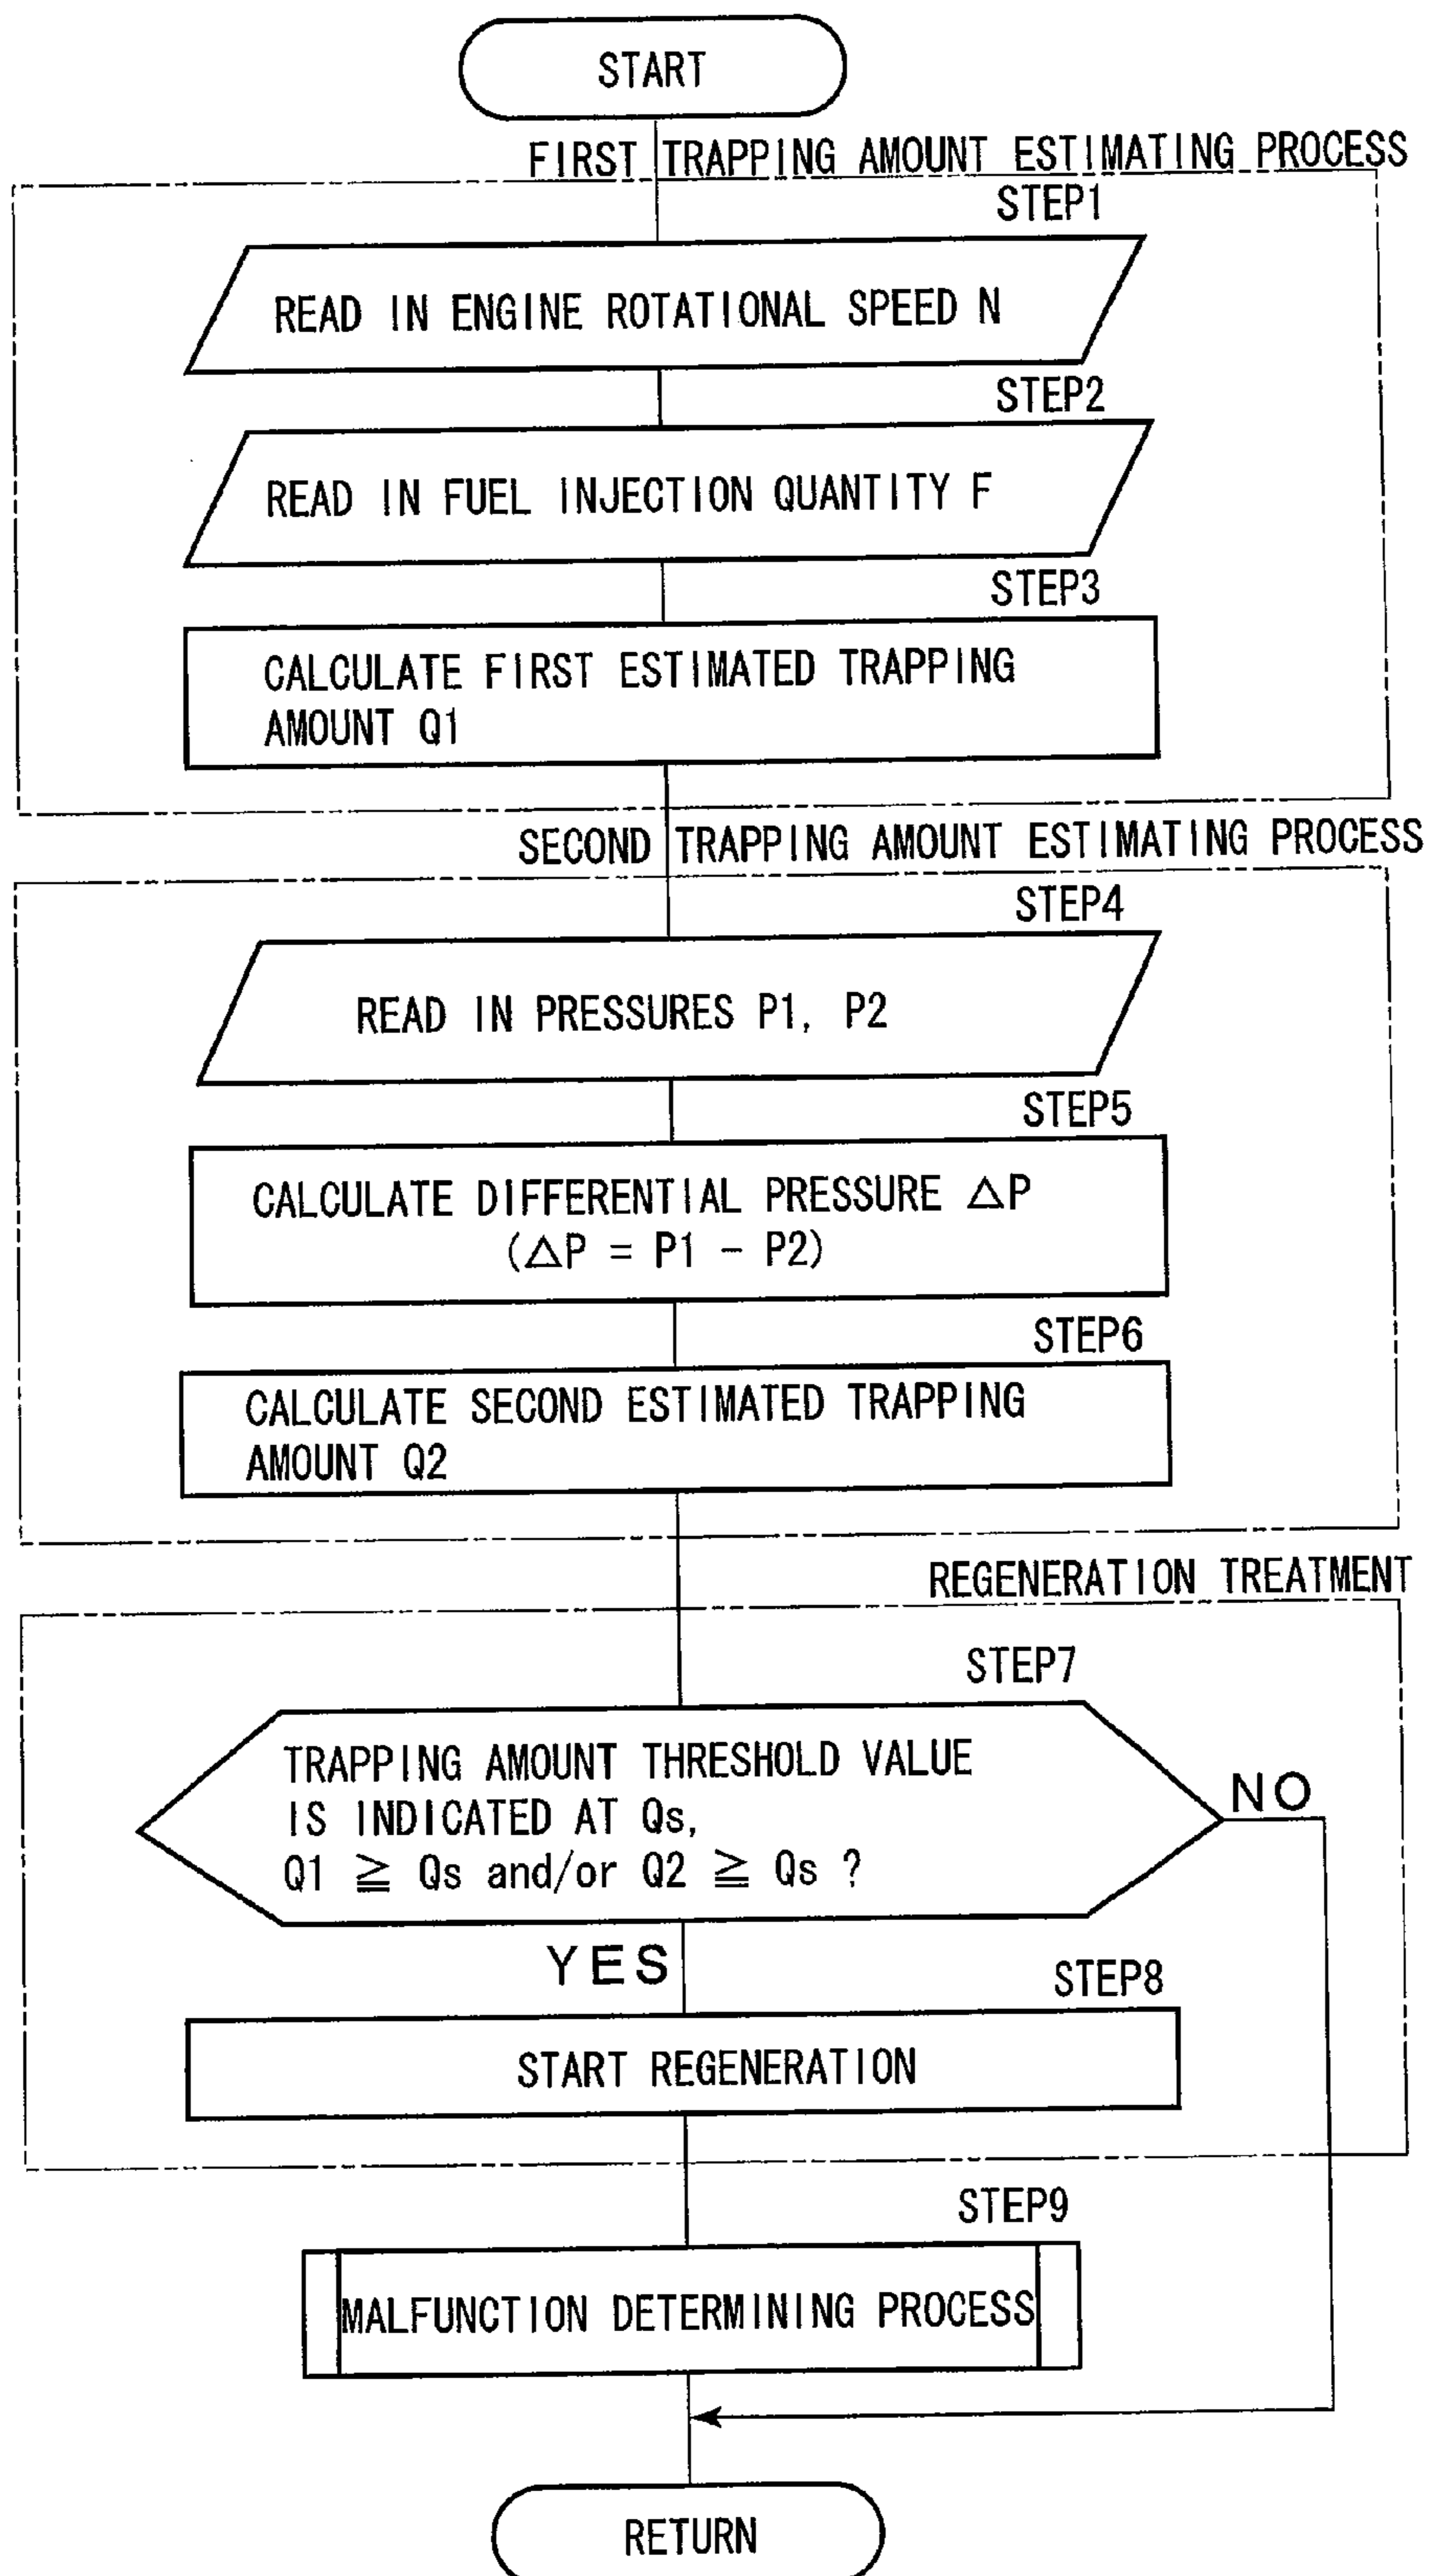 START
FIRST TRAPPING AMOUNT ESTIMATING PROCESS
STEP1
READ IN ENGINE ROTATIONAL SPEED N
STEP2
READ IN FUEL INJECTION QUANTITY F
STEP3
CALCULATE FIRST ESTIMATED TRAPPING
AMOUNT Q1
SECOND TRAPPING AMOUNT ESTIMATING PROCESS
STEP4
READ IN PRESSURES P1, P2
STEP5
CALCULATE DIFFERENTIAL PRESSURE △P
(△P = P1 - P2)
STEP6
CALCULATE SECOND ESTIMATED TRAPPING
AMOUNT Q2
REGENERATION TREATMENT
STEP7
TRAPPING AMOUNT THRESHOLD VALUE
IS INDICATED AT Qs,
Q1 ≧ Qs and/or Q2 ≧ Qs ?
NO
YES
STEP8
START REGENERATION
STEP9
MALFUNCTION DETERMINING PROCESS
RETURN